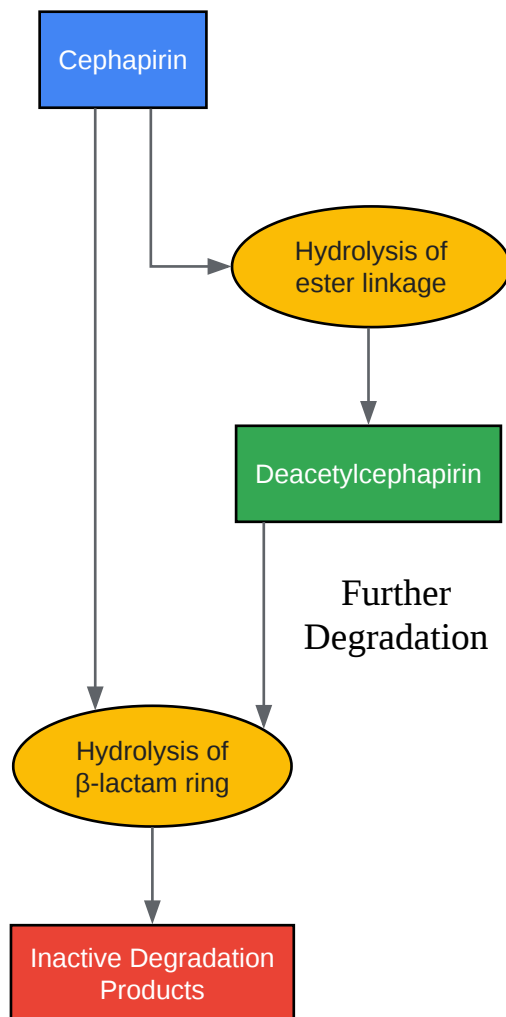 Cephapirin
Hydrolysis of
ester linkage
Deacetylcephapirin
Further
Degradation
Hydrolysis of
β-lactam ring
Inactive Degradation
Products